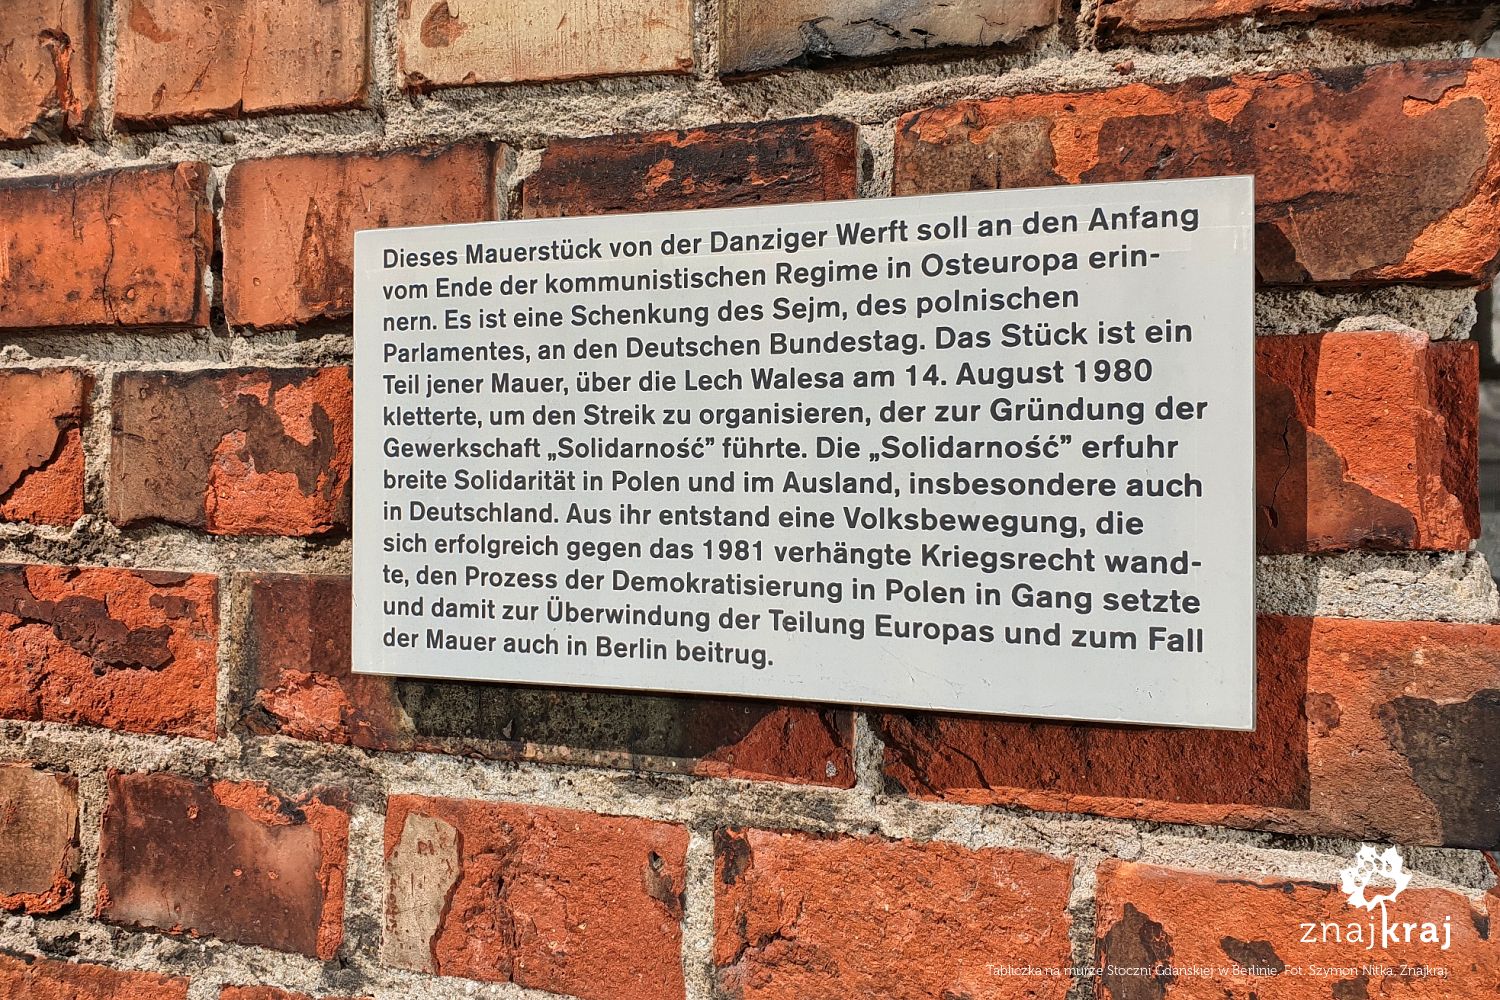 Dieses Mauerstück von der Danziger Werft soll an den Anfang
vom Ende der kommunistischen Regime in Osteuropa erin-
nern. Es ist eine Schenkung des Sejm, des polnischen
Parlamentes, an den Deutschen Bundestag. Das Stück ist ein
Teil jener Mauer, über die Lech Walesa am 14. August 1980
kletterte, um den Streik zu organisieren, der zur Gründung der
Gewerkschaft „Solidarność” führte. Die „Solidarność” erfuhr
breite Solidarität in Polen und im Ausland, insbesondere auch
in Deutschland. Aus ihr entstand eine Volksbewegung, die
sich erfolgreich gegen das 1981 verhängte Kriegsrecht wand-
te, den Prozess der Demokratisierung in Polen in Gang setzte
und damit zur Überwindung der Teilung Europas und zum Fall
der Mauer auch in Berlin beitrug.
znajkraj
Tabliczka na murze Stoczni Gdańskiej w Berlinie, Fot. Szymon Nitka, Znajkraj